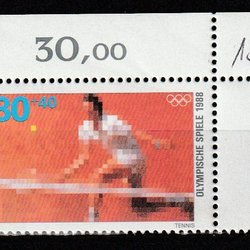 30,00
80+40
OLYMPISCHE SPIELE 1988
TENNIS